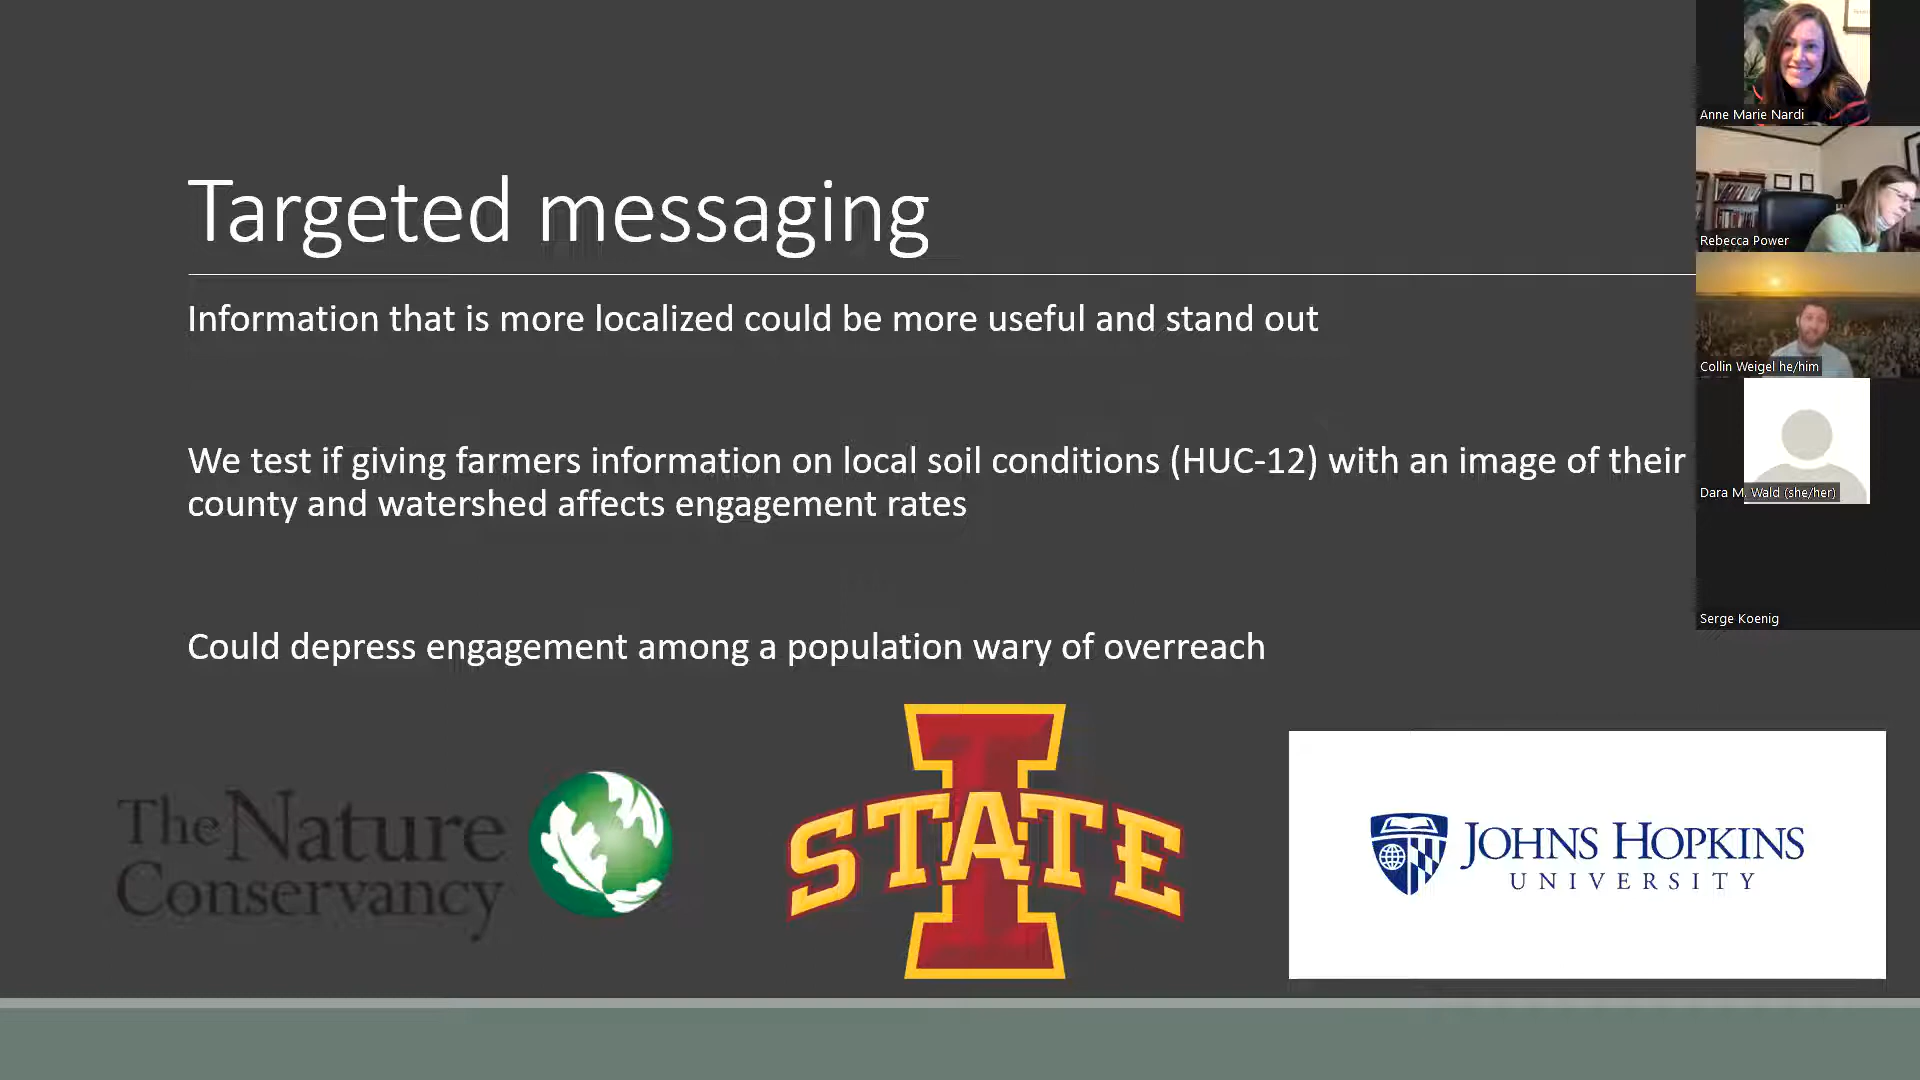 Targeted messaging
Information that is more localized could be more useful and stand out
We test if giving farmers information on local soil conditions (HUC-12) with an image of their
county and watershed affects engagement rates
Could depress engagement among a population wary of overreach
The Nature
Conservancy
STATE
JOHNS HOPKINS
UNIVERSITY
Anne Marie Nardi
Rebecca Power
Collin Weigel he/him
Dara M. Wald (she/her)
Serge Koenig